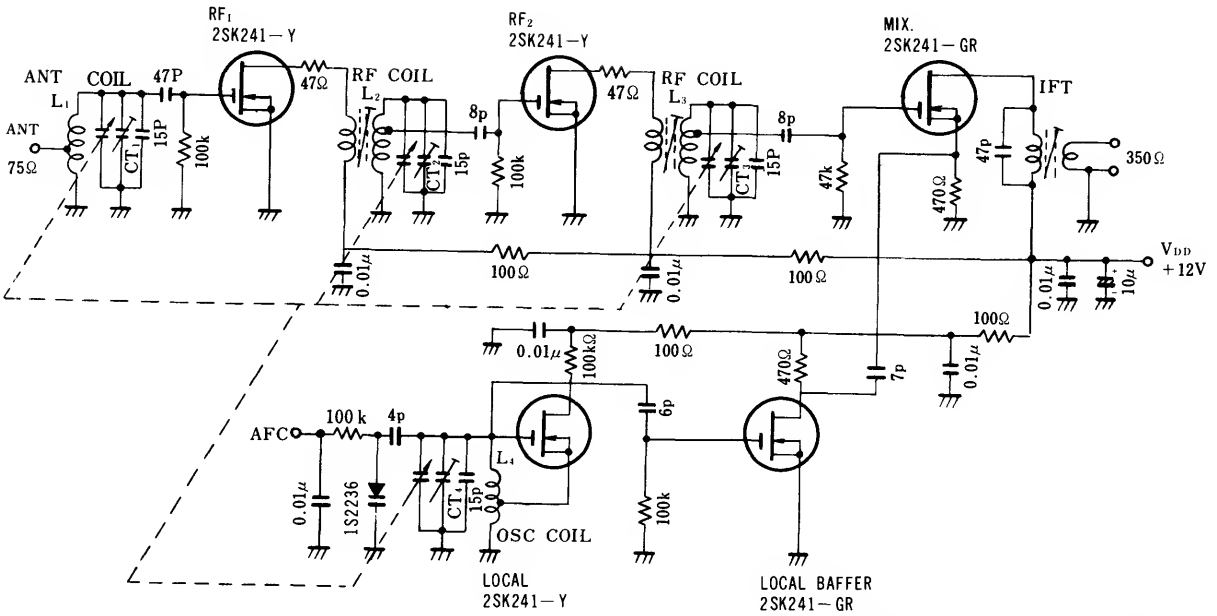 RF₁
2SK241-Y
RF₂
2SK241-Y
MIX.
2SK241-GR
ANT
COIL
47P
L₁
ANT
75Ω
CT₁
15P
100k
47Ω
RF COIL
L₂
8p
CT₂
15p
100k
47Ω
RF COIL
L₃
8p
CT₃
15P
47k
470Ω
47p
IFT
350Ω
0.01μ
100Ω
0.01μ
100Ω
VDD
+12V
0.01μ
10μ
+
0.01μ
100kΩ
100Ω
470Ω
7p
0.01μ
100Ω
AFC
100k
4p
6p
0.01μ
1S2236
CT₄
15p
L₄
OSC COIL
100k
LOCAL
2SK241-Y
LOCAL BAFFER
2SK241-GR